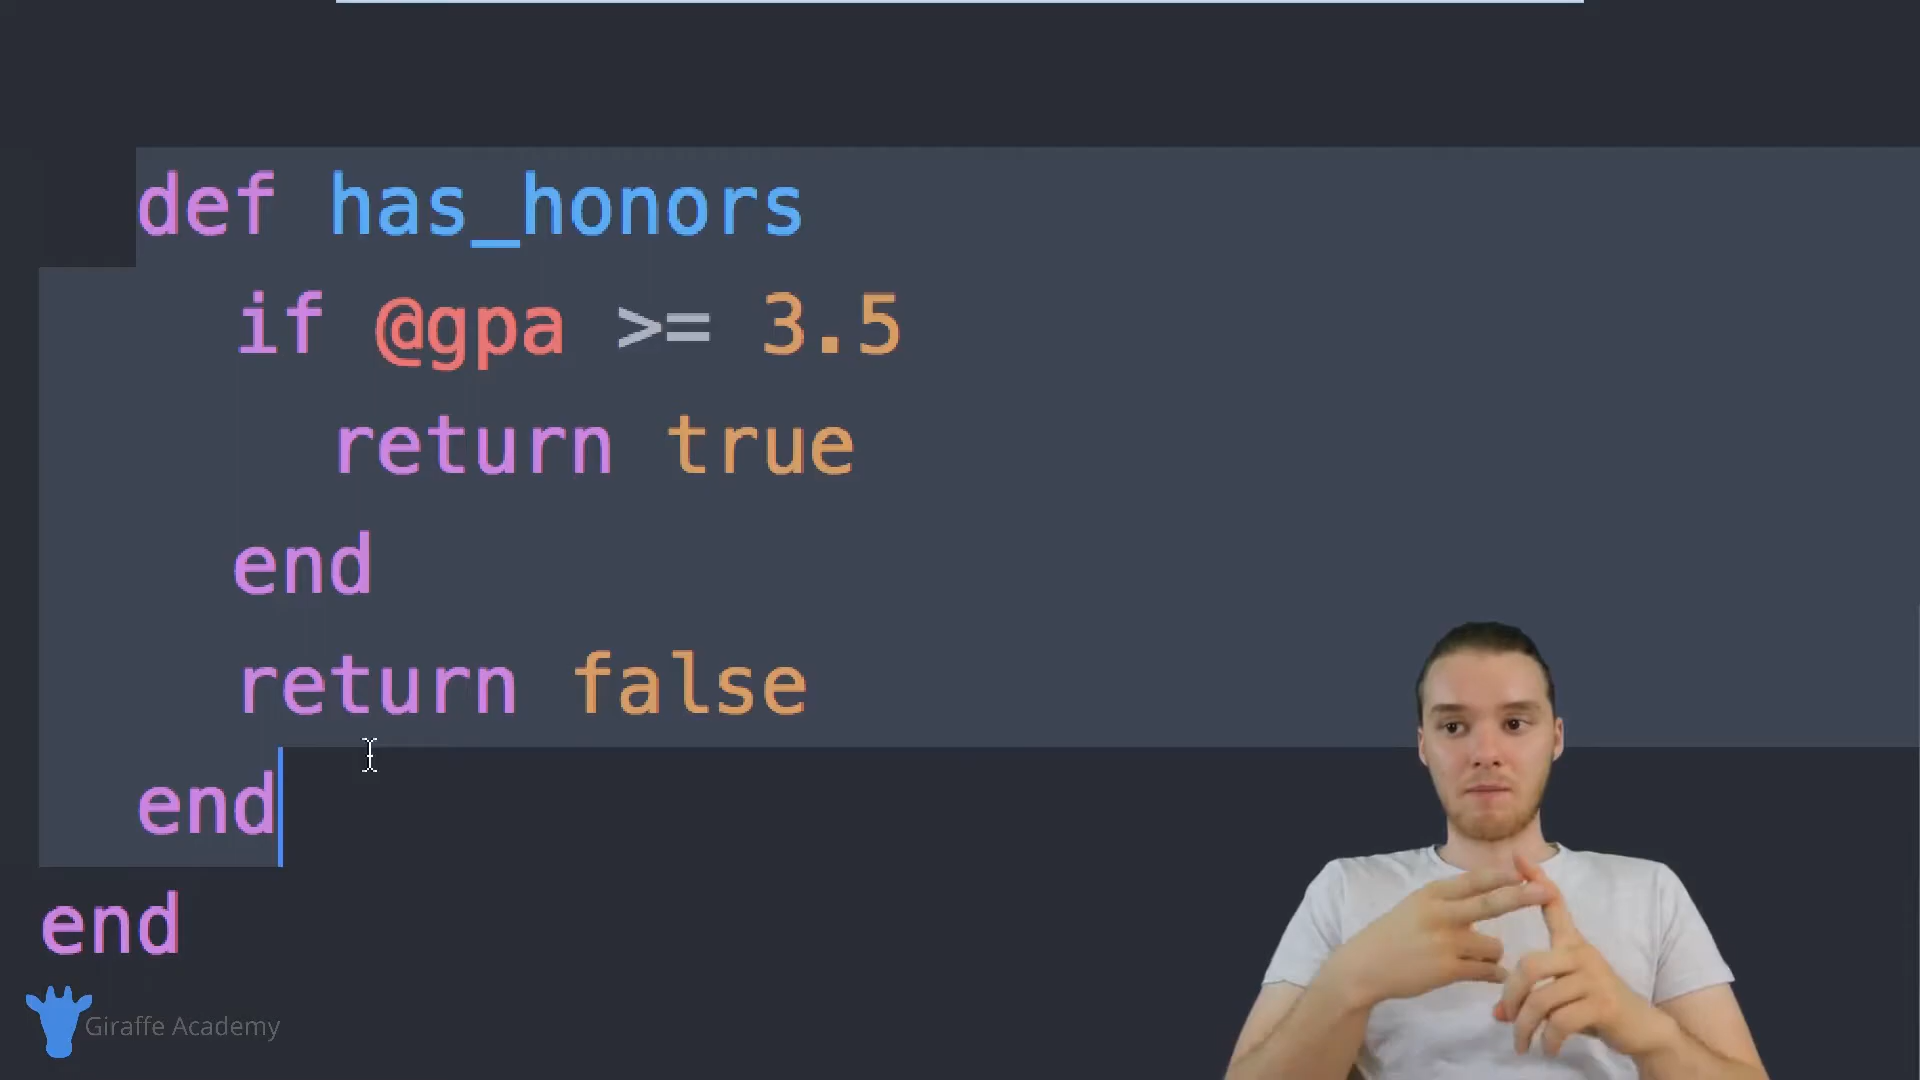 def has_honors
if @gpa >= 3.5
return true
end
return false
end
end
Giraffe Academy